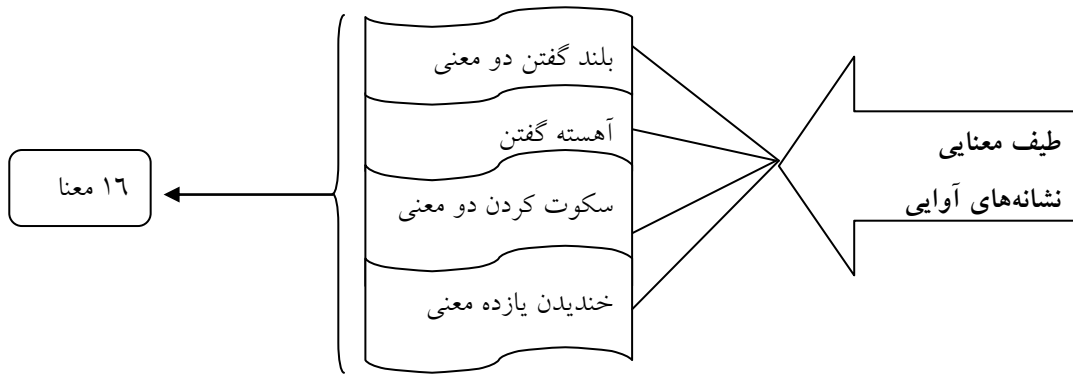 طیف معنایی
نشانه‌های آوایی
بلند گفتن دو معنی
آهسته گفتن
سکوت کردن دو معنی
خندیدن یازده معنی
١٦ معنا